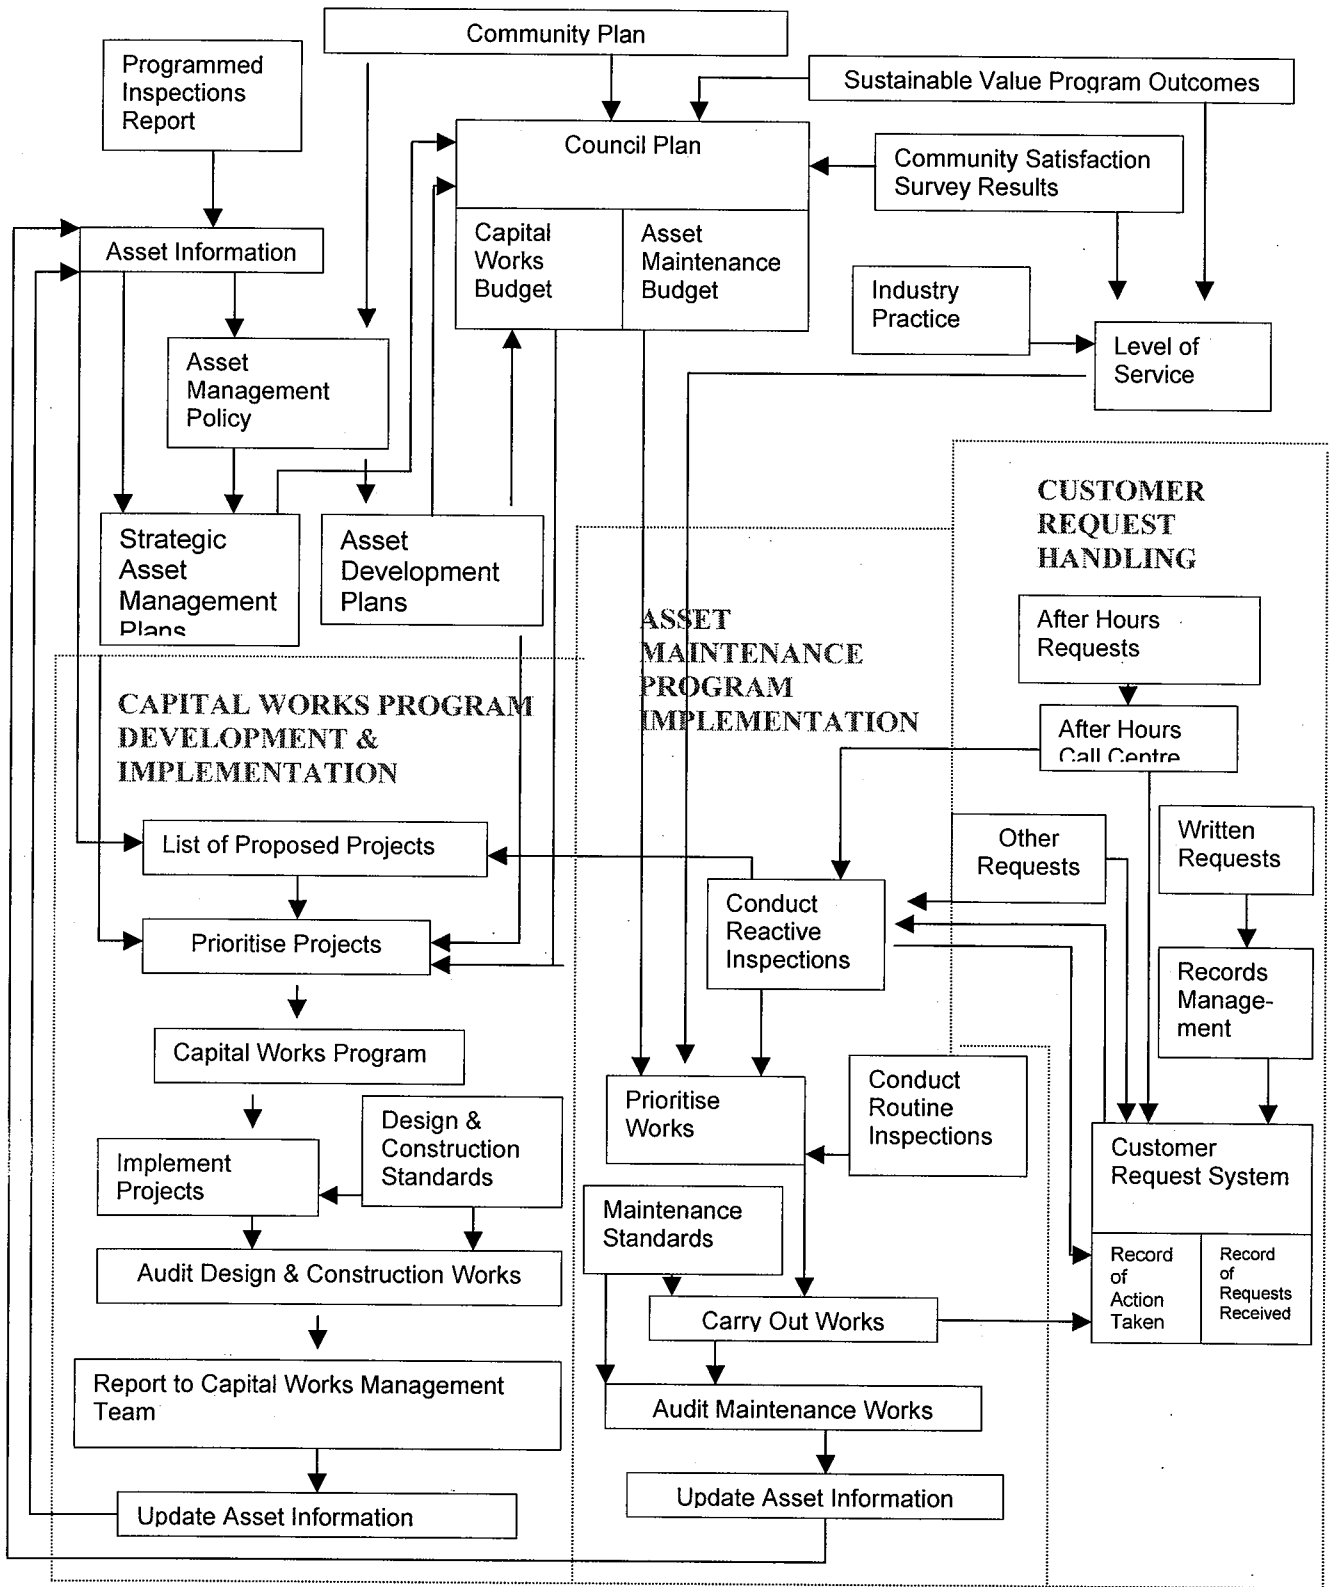 Community Plan
Programmed
Inspections
Report
Sustainable Value Program Outcomes
Council Plan
Community Satisfaction
Survey Results
Asset Information
Capital
Works
Budget
Asset
Maintenance
Budget
Industry
Practice
Level of
Service
Asset
Management
Policy
Strategic
Asset
Management
Plans
Asset
Development
Plans
CUSTOMER
REQUEST
HANDLING
After Hours
Requests
ASSET
MAINTENANCE
PROGRAM
IMPLEMENTATION
CAPITAL WORKS PROGRAM
DEVELOPMENT &
IMPLEMENTATION
After Hours
Call Centre
List of Proposed Projects
Other
Requests
Written
Requests
Conduct
Reactive
Inspections
Prioritise Projects
Records
Manage-
ment
Capital Works Program
Prioritise
Works
Conduct
Routine
Inspections
Design &
Construction
Standards
Implement
Projects
Customer
Request System
Maintenance
Standards
Audit Design & Construction Works
Record
of
Action
Taken
Record
of
Requests
Received
Carry Out Works
Report to Capital Works Management
Team
Audit Maintenance Works
Update Asset Information
Update Asset Information